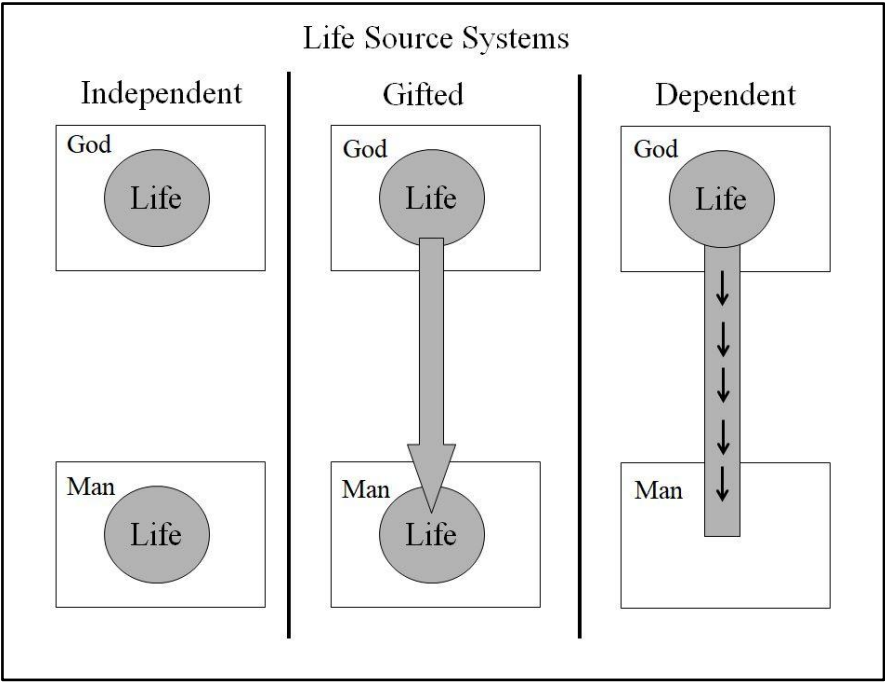 Life Source Systems
Independent
Gifted
Dependent
God
Life
God
Life
God
Life
Man
Life
Man
Life
Man